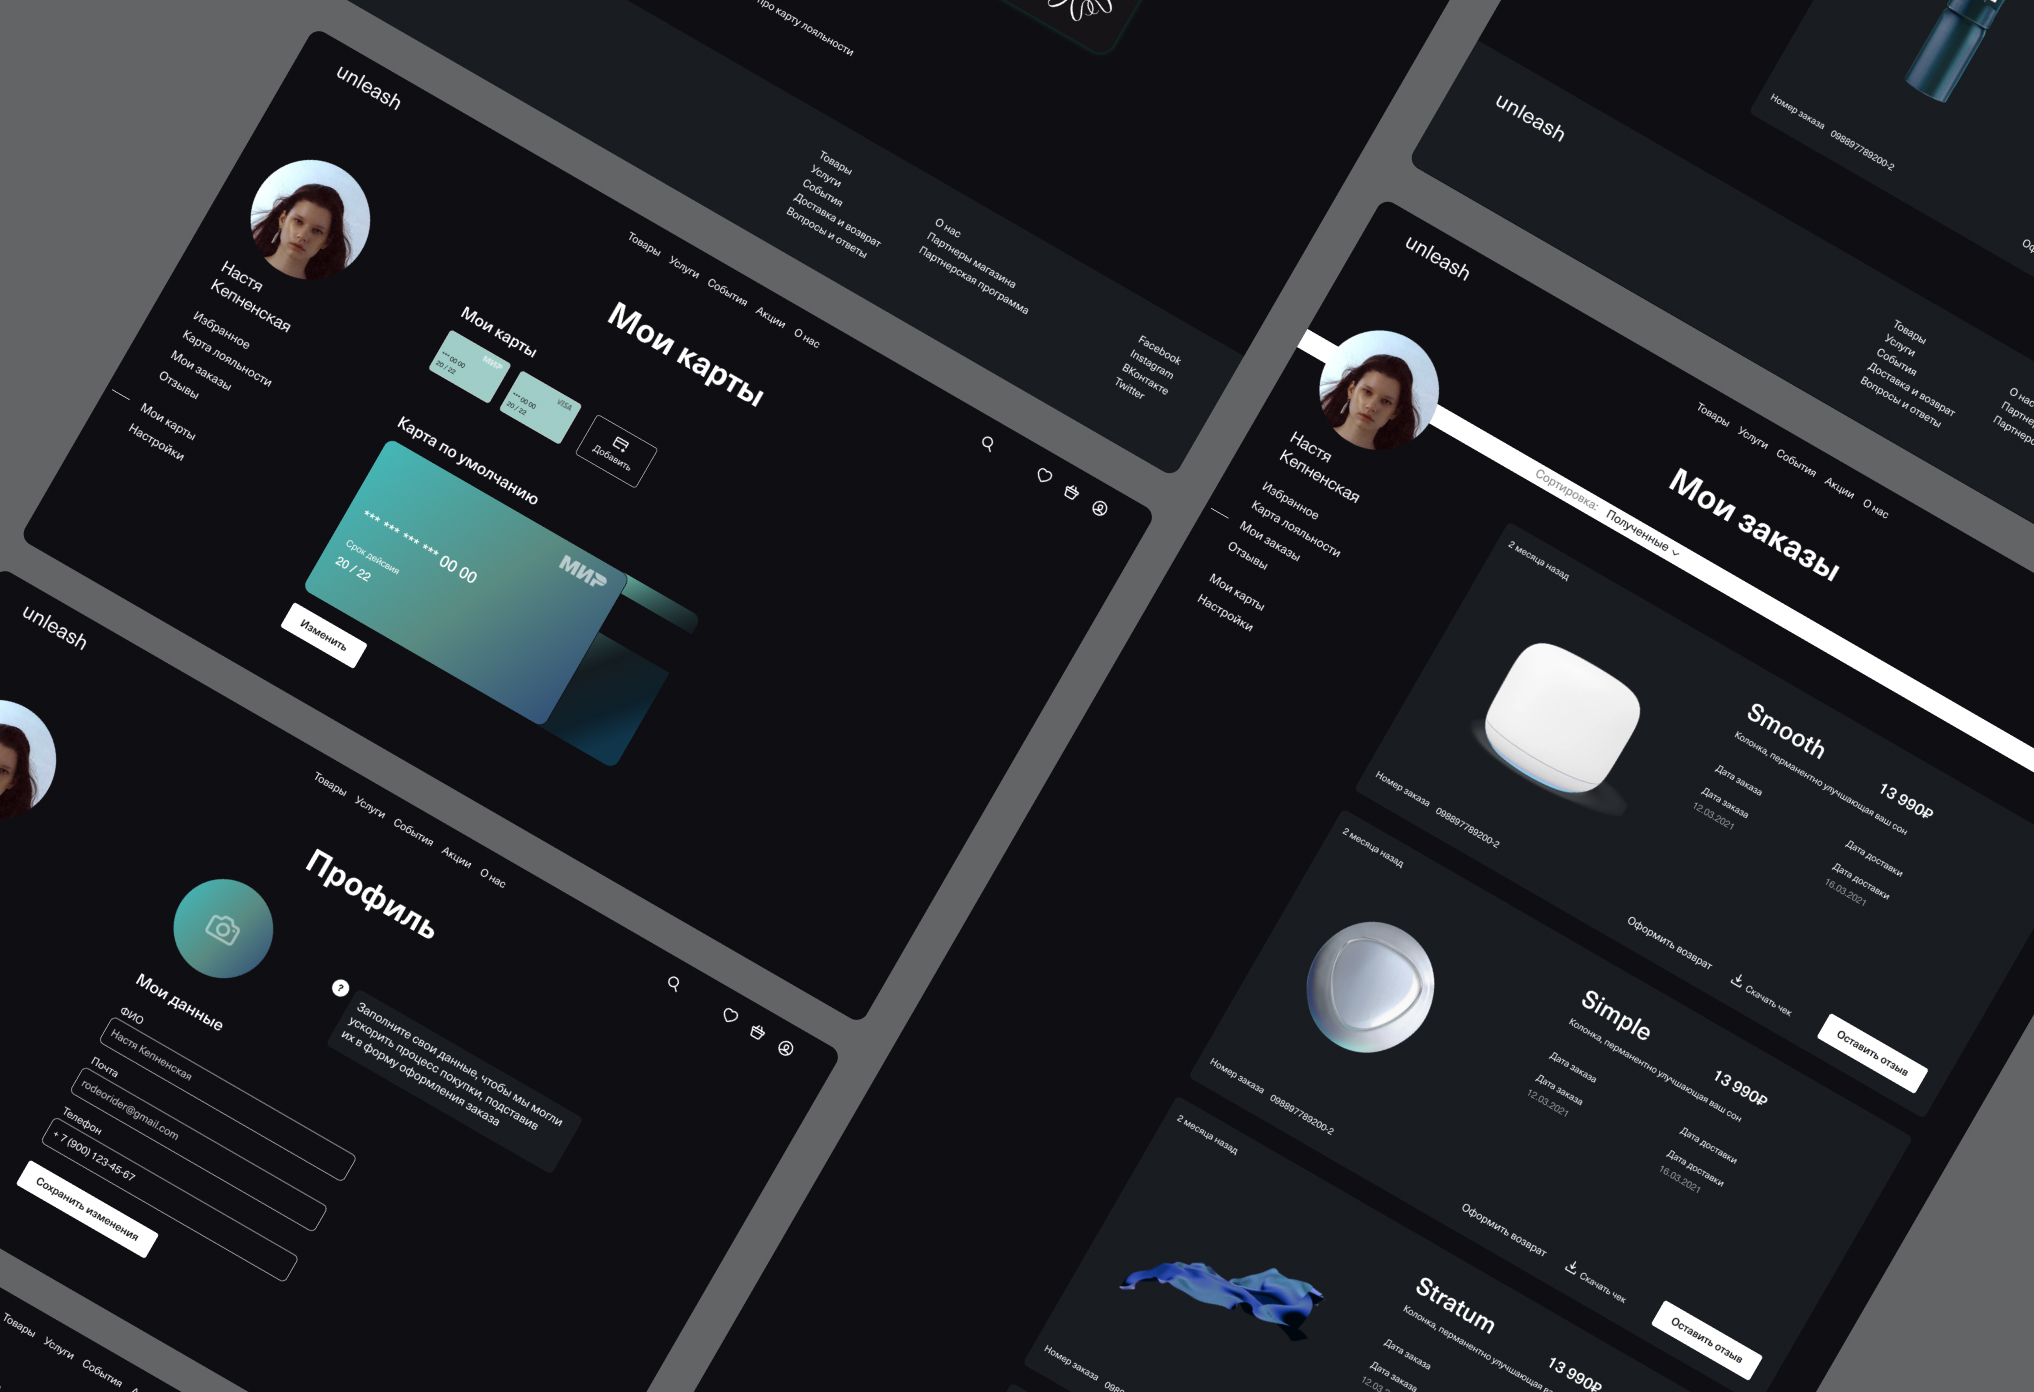 про карту лояльности
Товары
Услуги
События
Доставка и возврат
Вопросы и ответы
О нас
Партнеры магазина
Партнерская программа
Facebook
Instagram
ВКонтакте
Twitter
unleash
Товары Услуги События Акции О нас
Настя
Кепненская
Избранное
Карта лояльности
Мои заказы
Отзывы
Мои карты
Настройки
Мои карты
Мои карты
*** 00 00
20 / 22
МИР
*** 00 00
20 / 22
VISA
Добавить
Карта по умолчанию
*** *** *** *** 00 00
Срок действия
20 / 22
МИР
Изменить
unleash
Товары Услуги События Акции О нас
Профиль
Мои данные
ФИО
Настя Кепненская
Почта
rodeorider@gmail.com
Телефон
+ 7 (900) 123-45-67
Сохранить изменения
?
Заполните свои данные, чтобы мы могли
ускорить процесс покупки, подставив
их в форму оформления заказа
Товары Услуги События
Номер заказа 098897789200-2
unleash
Товары
Услуги
События
Доставка и возврат
Вопросы и ответы
О нас
unleash
Товары Услуги События Акции О нас
Настя
Кепненская
Избранное
Карта лояльности
Мои заказы
Отзывы
Мои карты
Настройки
Мои заказы
Сортировка: Полученные
2 месяца назад
Smooth
Колонка, перманентно улучшающая ваш сон
13 990₽
Дата заказа
Дата заказа
12.03.2021
Дата доставки
Дата доставки
16.03.2021
Номер заказа 098897789200-2
Оформить возврат
Скачать чек
Оставить отзыв
2 месяца назад
Simple
Колонка, перманентно улучшающая ваш сон
13 990₽
Дата заказа
Дата заказа
12.03.2021
Дата доставки
Дата доставки
16.03.2021
Номер заказа 098897789200-2
Оформить возврат
Скачать чек
Оставить отзыв
2 месяца назад
Stratum
Колонка, перманентно
13 990₽
Дата заказа
Дата заказа
Номер заказа